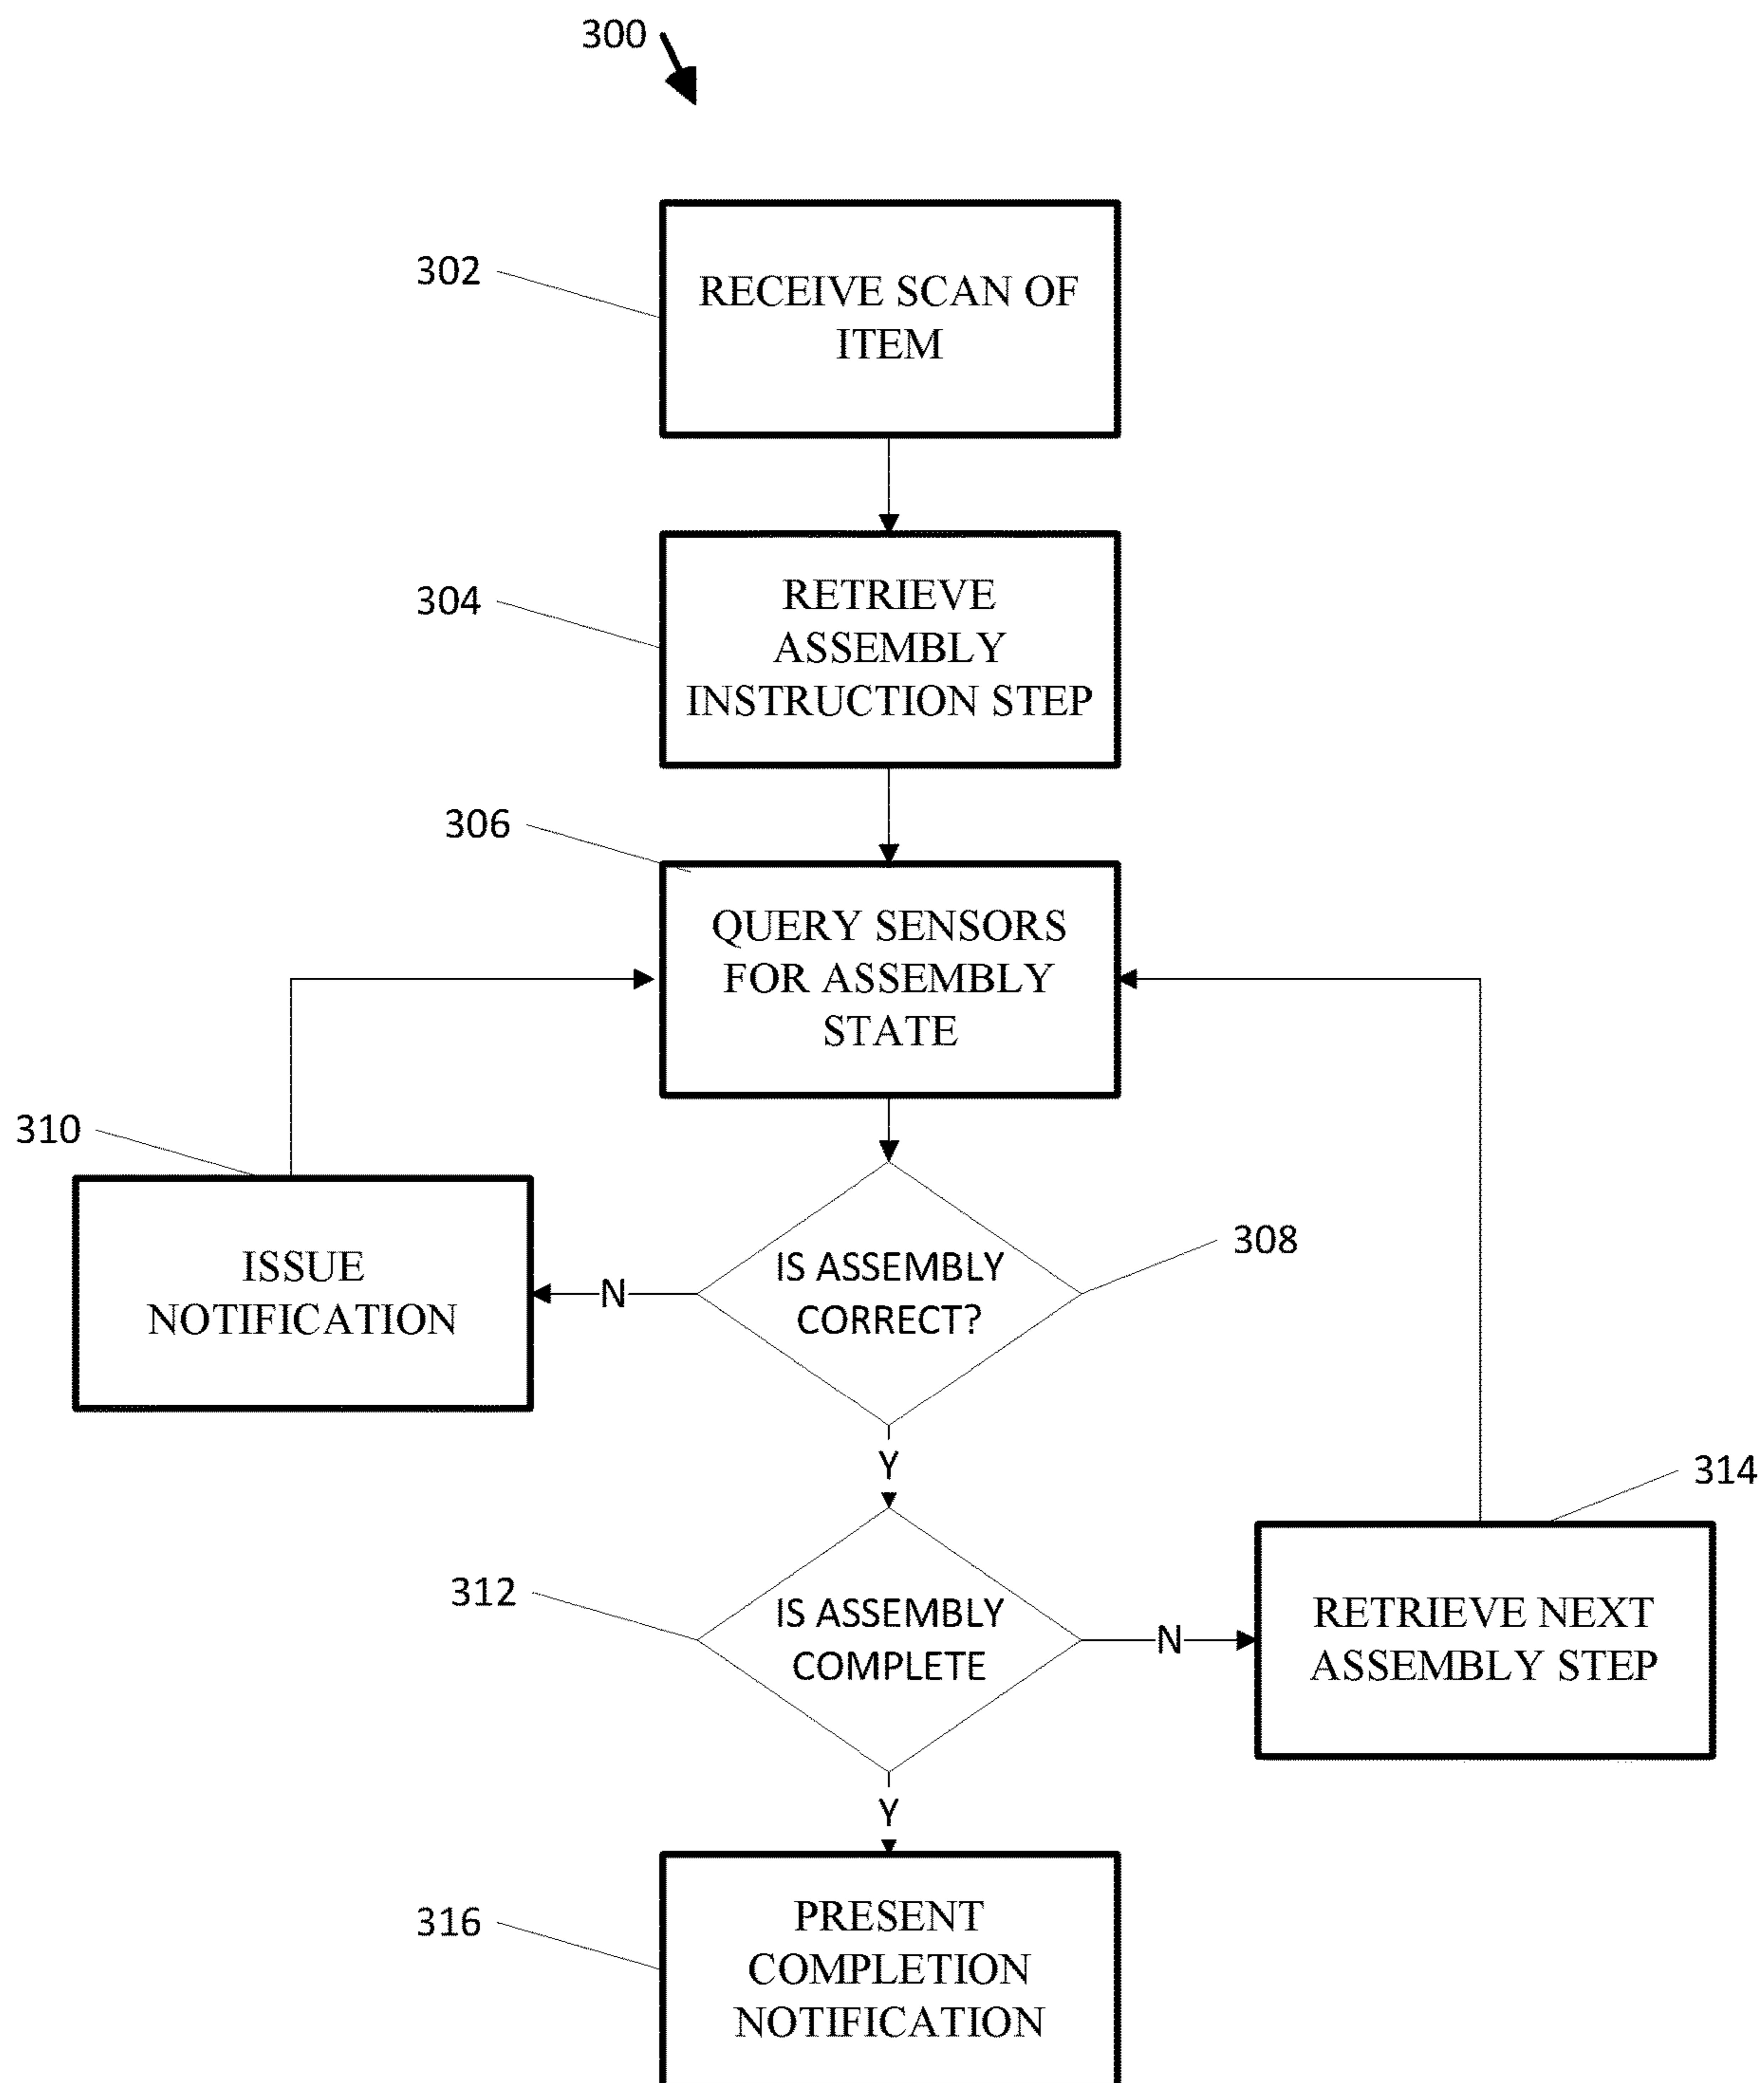 300
302
RECEIVE SCAN OF
ITEM
304
RETRIEVE
ASSEMBLY
INSTRUCTION STEP
306
QUERY SENSORS
FOR ASSEMBLY
STATE
310
ISSUE
NOTIFICATION
N
IS ASSEMBLY
CORRECT?
308
Y
312
IS ASSEMBLY
COMPLETE
N
314
RETRIEVE NEXT
ASSEMBLY STEP
Y
316
PRESENT
COMPLETION
NOTIFICATION